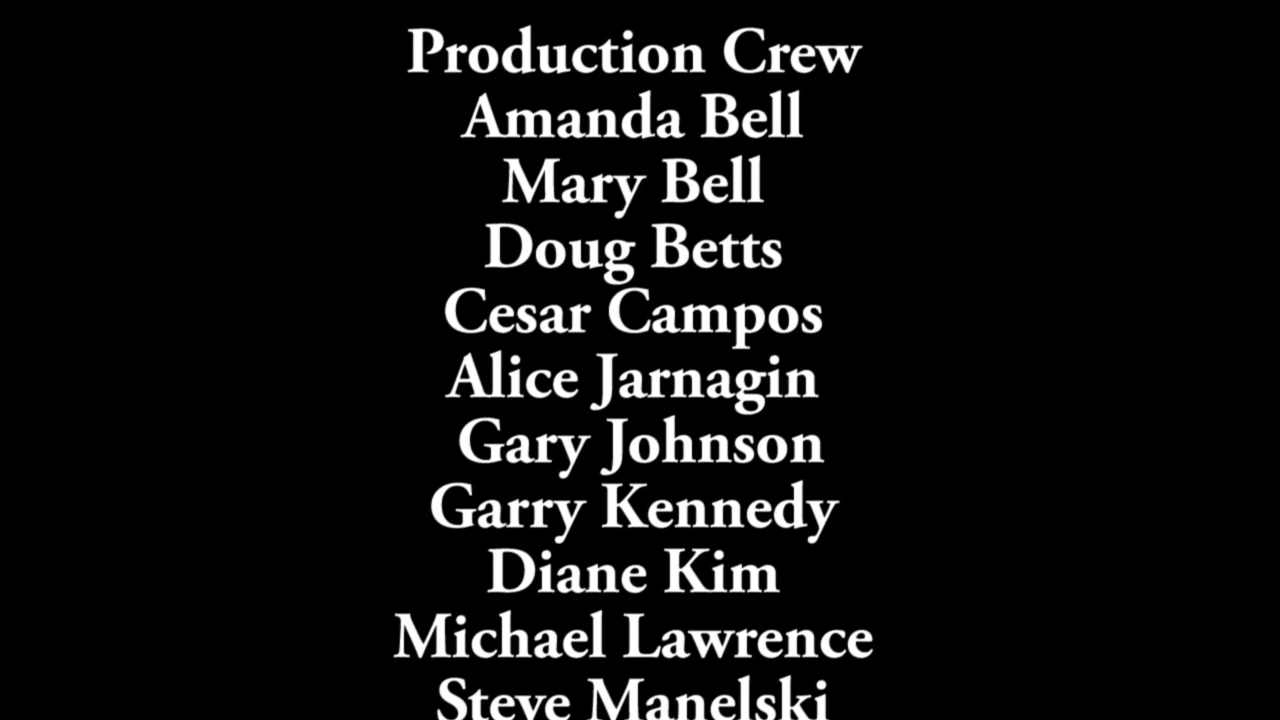 Production Crew
Amanda Bell
Mary Bell
Doug Betts
Cesar Campos
Alice Jarnagin
Gary Johnson
Garry Kennedy
Diane Kim
Michael Lawrence
Steve Manelski